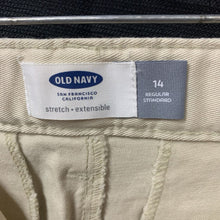 OLD NAVY
SAN FRANCISCO
CALIFORNIA
stretch • extensible
14
REGULAR
STANDARD